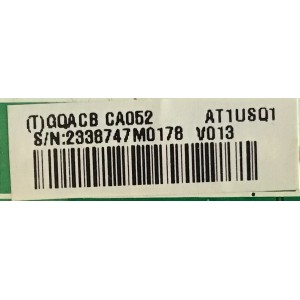 (T)GQACB CA052 AT1USQ1
S/N:2338747M0178 V013